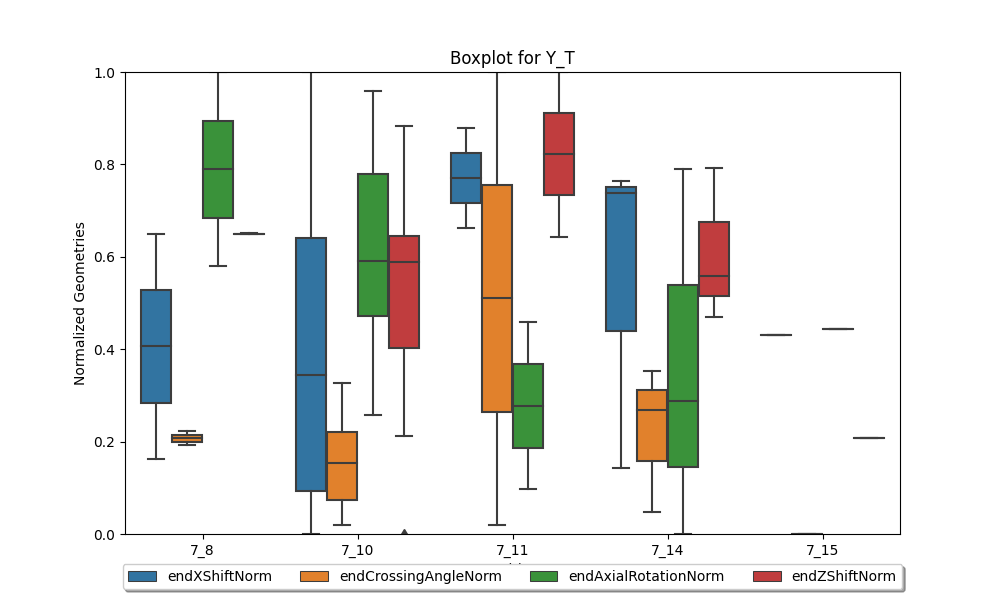 Boxplot for Y_T
Normalized Geometries
1.0
0.8
0.6
0.4
0.2
0.0
7_8 7_10 7_11 7_14 7_15
endXShiftNorm endCrossingAngleNorm endAxialRotationNorm endZShiftNorm